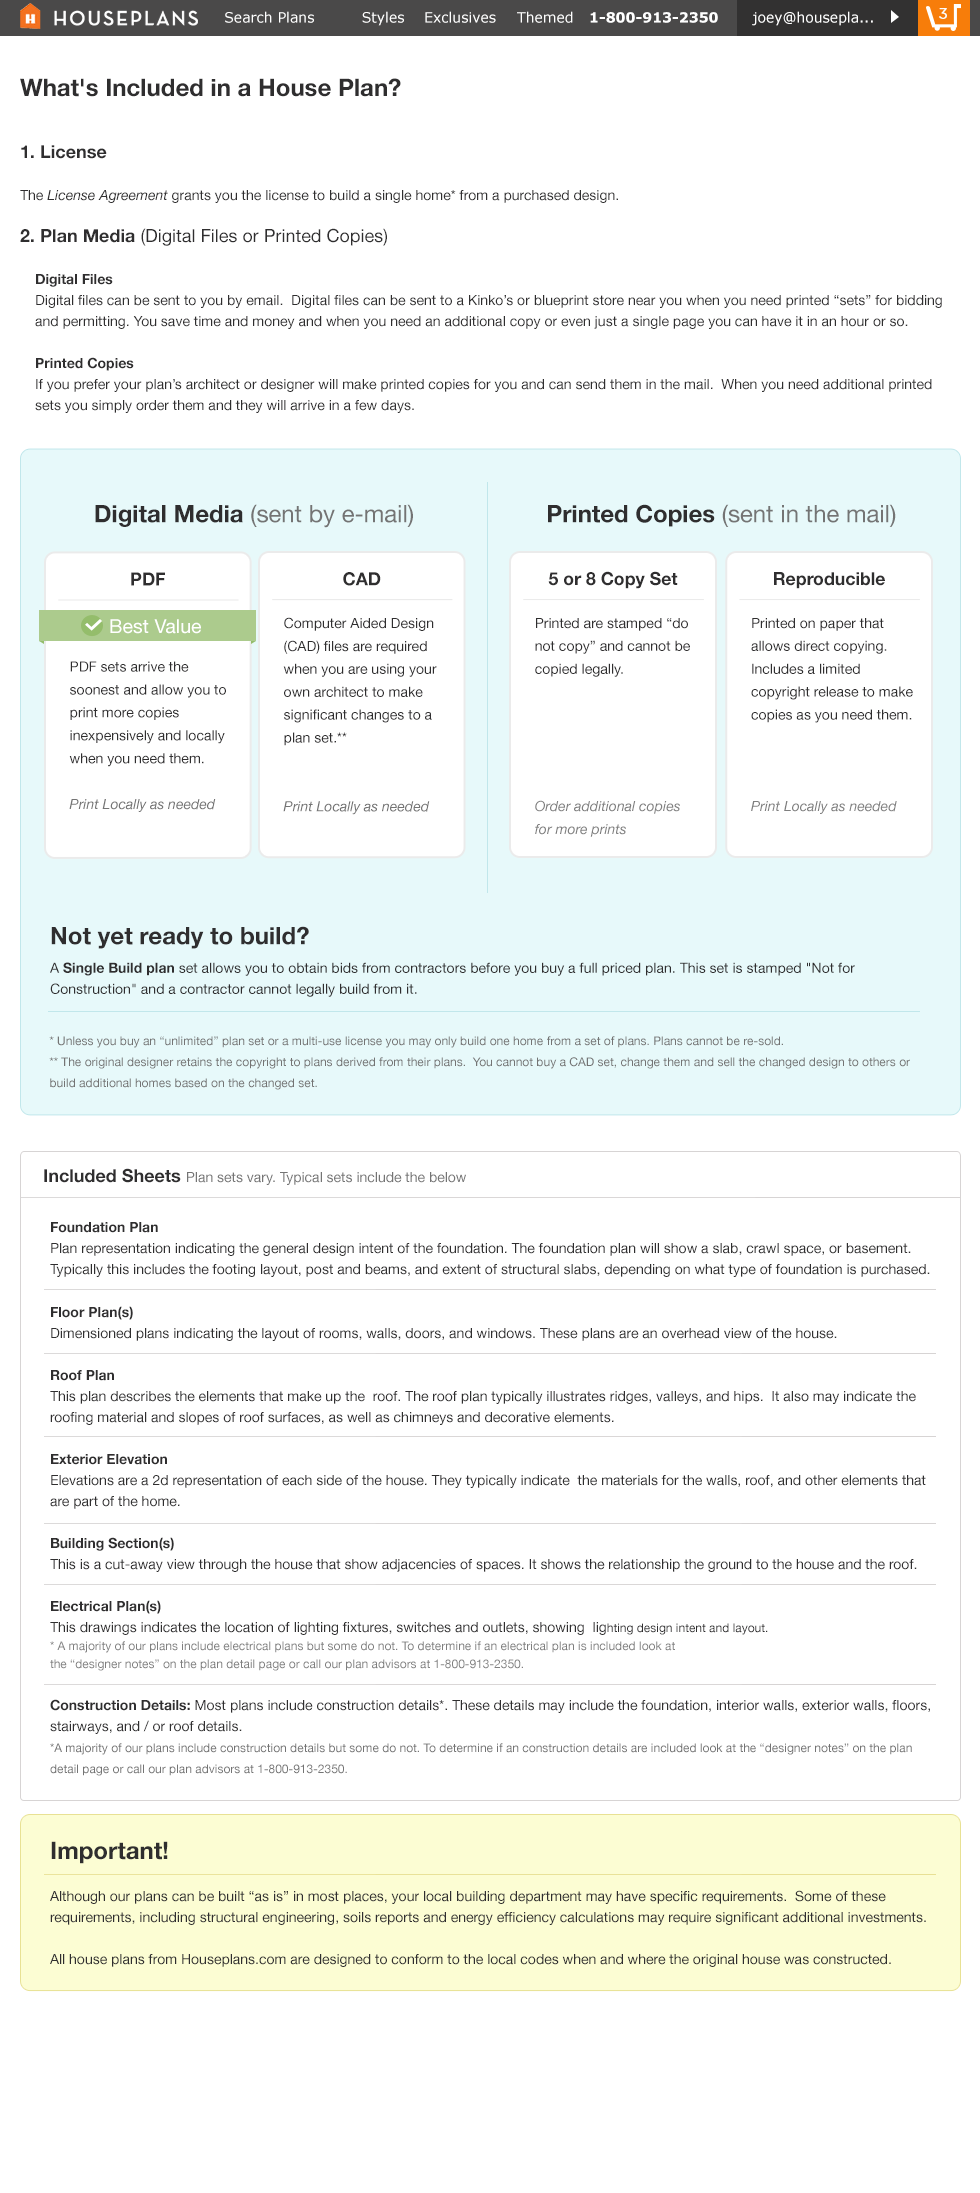 HOUSEPLANS Search Plans Styles Exclusives Themed 1-800-913-2350 joey@housepla... 3
What's Included in a House Plan?
1. License
The License Agreement grants you the license to build a single home* from a purchased design.
2. Plan Media (Digital Files or Printed Copies)
Digital Files
Digital files can be sent to you by email.  Digital files can be sent to a Kinko's or blueprint store near you when you need printed “sets” for bidding
and permitting. You save time and money and when you need an additional copy or even just a single page you can have it in an hour or so.
Printed Copies
If you prefer your plan's architect or designer will make printed copies for you and can send them in the mail.  When you need additional printed
sets you simply order them and they will arrive in a few days.
Digital Media (sent by e-mail)
PDF
Best Value
PDF sets arrive the
soonest and allow you to
print more copies
inexpensively and locally
when you need them.
Print Locally as needed
CAD
Computer Aided Design
(CAD) files are required
when you are using your
own architect to make
significant changes to a
plan set.**
Print Locally as needed
Printed Copies (sent in the mail)
5 or 8 Copy Set
Printed are stamped “do
not copy” and cannot be
copied legally.
Order additional copies
for more prints
Reproducible
Printed on paper that
allows direct copying.
Includes a limited
copyright release to make
copies as you need them.
Print Locally as needed
Not yet ready to build?
A Single Build plan set allows you to obtain bids from contractors before you buy a full priced plan. This set is stamped "Not for
Construction" and a contractor cannot legally build from it.
* Unless you buy an “unlimited” plan set or a multi-use license you may only build one home from a set of plans. Plans cannot be re-sold.
** The original designer retains the copyright to plans derived from their plans.  You cannot buy a CAD set, change them and sell the changed design to others or
build additional homes based on the changed set.
Included Sheets Plan sets vary. Typical sets include the below
Foundation Plan
Plan representation indicating the general design intent of the foundation. The foundation plan will show a slab, crawl space, or basement.
Typically this includes the footing layout, post and beams, and extent of structural slabs, depending on what type of foundation is purchased.
Floor Plan(s)
Dimensioned plans indicating the layout of rooms, walls, doors, and windows. These plans are an overhead view of the house.
Roof Plan
This plan describes the elements that make up the  roof. The roof plan typically illustrates ridges, valleys, and hips.  It also may indicate the
roofing material and slopes of roof surfaces, as well as chimneys and decorative elements.
Exterior Elevation
Elevations are a 2d representation of each side of the house. They typically indicate  the materials for the walls, roof, and other elements that
are part of the home.
Building Section(s)
This is a cut-away view through the house that show adjacencies of spaces. It shows the relationship the ground to the house and the roof.
Electrical Plan(s)
This drawings indicates the location of lighting fixtures, switches and outlets, showing  lighting design intent and layout.
* A majority of our plans include electrical plans but some do not. To determine if an electrical plan is included look at
the “designer notes” on the plan detail page or call our plan advisors at 1-800-913-2350.
Construction Details: Most plans include construction details*. These details may include the foundation, interior walls, exterior walls, floors,
stairways, and / or roof details.
*A majority of our plans include construction details but some do not. To determine if an construction details are included look at the “designer notes” on the plan
detail page or call our plan advisors at 1-800-913-2350.
Important!
Although our plans can be built “as is” in most places, your local building department may have specific requirements.  Some of these
requirements, including structural engineering, soils reports and energy efficiency calculations may require significant additional investments.
All house plans from Houseplans.com are designed to conform to the local codes when and where the original house was constructed.